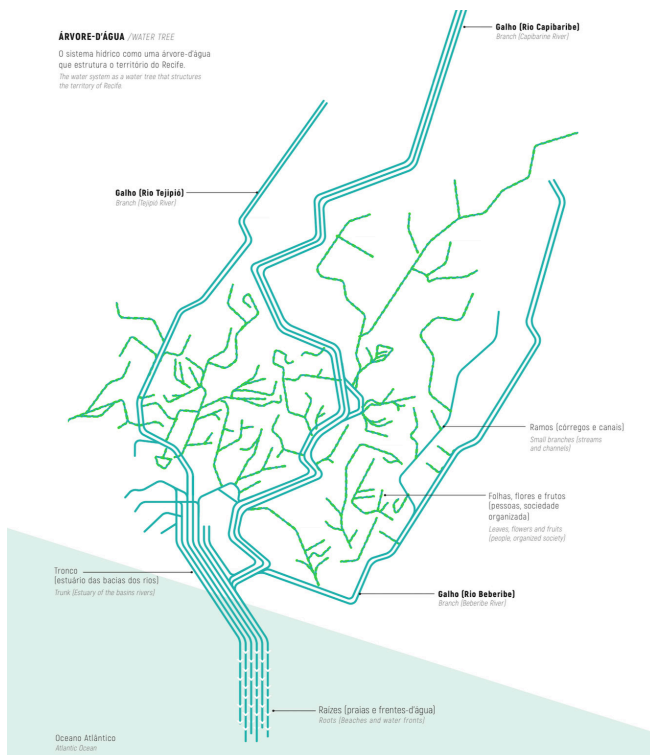 ÁRVORE-D'ÁGUA /WATER TREE
O sistema hídrico como uma árvore-d'água
que estrutura o território do Recife.
The water system as a water tree that structures
the territory of Recife.
Galho (Rio Capibaribe)
Branch (Capibarine River)
Galho (Rio Tejipió)
Branch (Tejipió River)
Ramos (córregos e canais)
Small branches (streams
and channels)
Folhas, flores e frutos
(pessoas, sociedade
organizada)
Leaves, flowers and fruits
(people, organized society)
Tronco
(estuário das bacias dos rios)
Trunk (Estuary of the basins rivers)
Galho (Rio Beberibe)
Branch (Beberibe River)
Raízes (praias e frentes-d'água)
Roots (Beaches and water fronts)
Oceano Atlântico
Atlantic Ocean